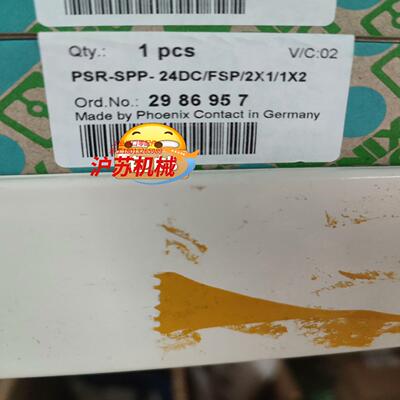 Qty.: 1 pcs V/C:02
PSR-SPP- 24DC/FSP/2X1/1X2
Ord.No.: 29 86 95 7
Made by Phoenix Contact in Germany
沪苏机械